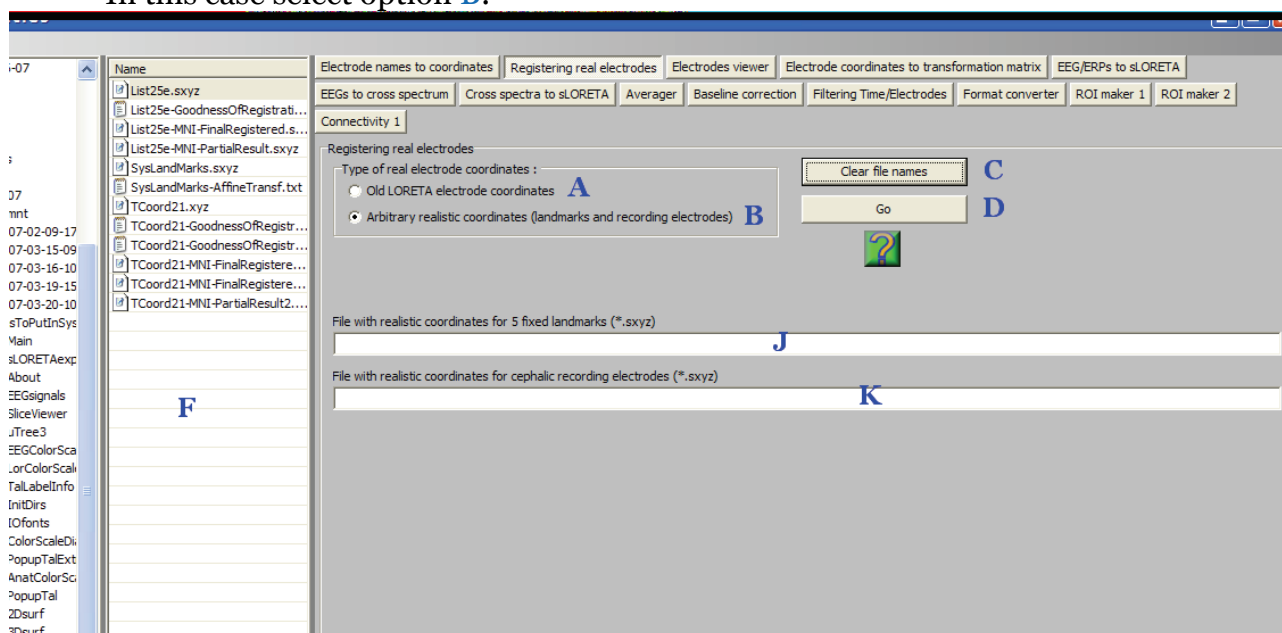 In this case select option B.
-07
Name
List25e.sxyz
List25e-GoodnessOfRegistrati...
List25e-MNI-FinalRegistered.s...
List25e-MNI-PartialResult.sxyz
SysLandMarks.sxyz
SysLandMarks-AffineTransf.txt
TCoord21.xyz
TCoord21-GoodnessOfRegistr...
TCoord21-GoodnessOfRegistr...
TCoord21-MNI-FinalRegistere...
TCoord21-MNI-FinalRegistere...
TCoord21-MNI-PartialResult2....
F
s
07
mnt
07-02-09-17
07-03-15-09
07-03-16-10
07-03-19-15
07-03-20-10
sToPutInSys
Main
sLORETAexp
About
EEGsignals
SliceViewer
uTree3
EEGColorSca
LorColorScal
TalLabelInfo
InitDirs
IOfonts
ColorScaleDi
PopupTalExt
AnatColorSc
PopupTal
2Dsurf
3Dsurf
Electrode names to coordinates Registering real electrodes Electrodes viewer Electrode coordinates to transformation matrix EEG/ERPs to sLORETA
EEGs to cross spectrum Cross spectra to sLORETA Averager Baseline correction Filtering Time/Electrodes Format converter ROI maker 1 ROI maker 2
Connectivity 1
Registering real electrodes
Type of real electrode coordinates :
Old LORETA electrode coordinates A
Arbitrary realistic coordinates (landmarks and recording electrodes) B
Clear file names C
Go D
?
File with realistic coordinates for 5 fixed landmarks (*.sxyz)
J
File with realistic coordinates for cephalic recording electrodes (*.sxyz)
K